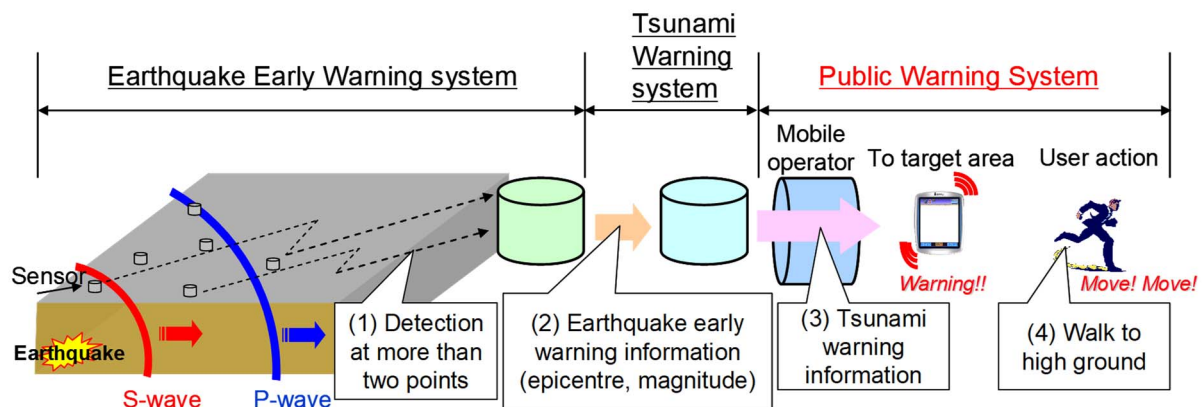 Earthquake Early Warning system
Tsunami
Warning
system
Public Warning System
Mobile
operator
To target area
User action
Sensor
Earthquake
S-wave
P-wave
(1) Detection
at more than
two points
(2) Earthquake early
warning information
(epicentre, magnitude)
(3) Tsunami
warning
information
Warning!!
Move! Move!
(4) Walk to
high ground